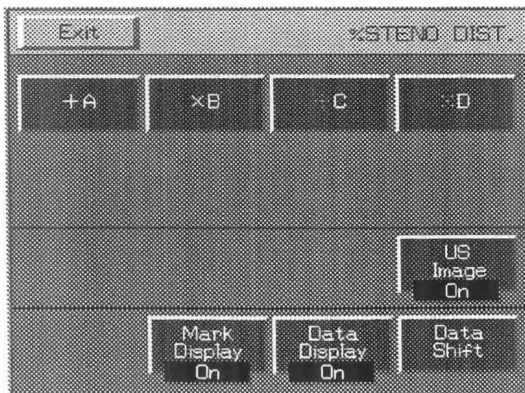 Exit
%STENO DIST.
+A
×B
C
D
US
Image
On
Mark
Display
On
Data
Display
On
Data
Shift